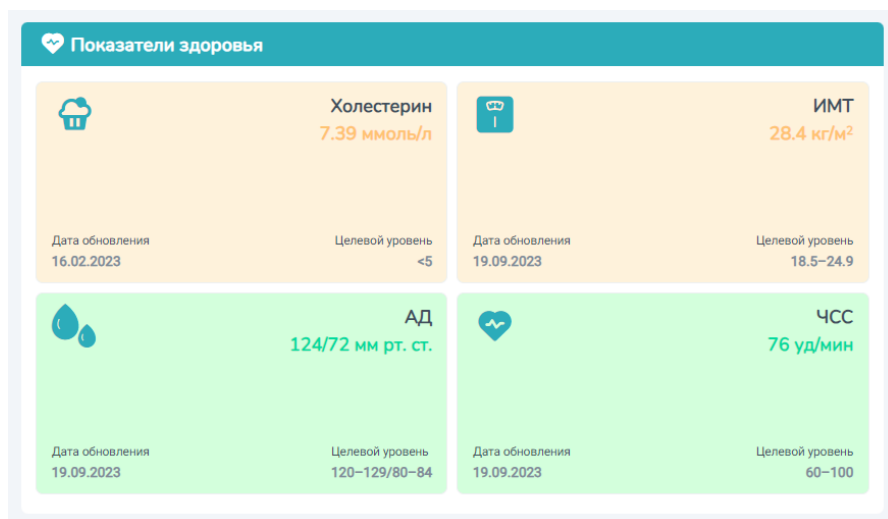 Показатели здоровья
Холестерин
7.39 ммоль/л
Дата обновления
16.02.2023
Целевой уровень
<5
ИМТ
28.4 кг/м²
Дата обновления
19.09.2023
Целевой уровень
18.5–24.9
АД
124/72 мм рт. ст.
Дата обновления
19.09.2023
Целевой уровень
120–129/80–84
ЧСС
76 уд/мин
Дата обновления
19.09.2023
Целевой уровень
60–100